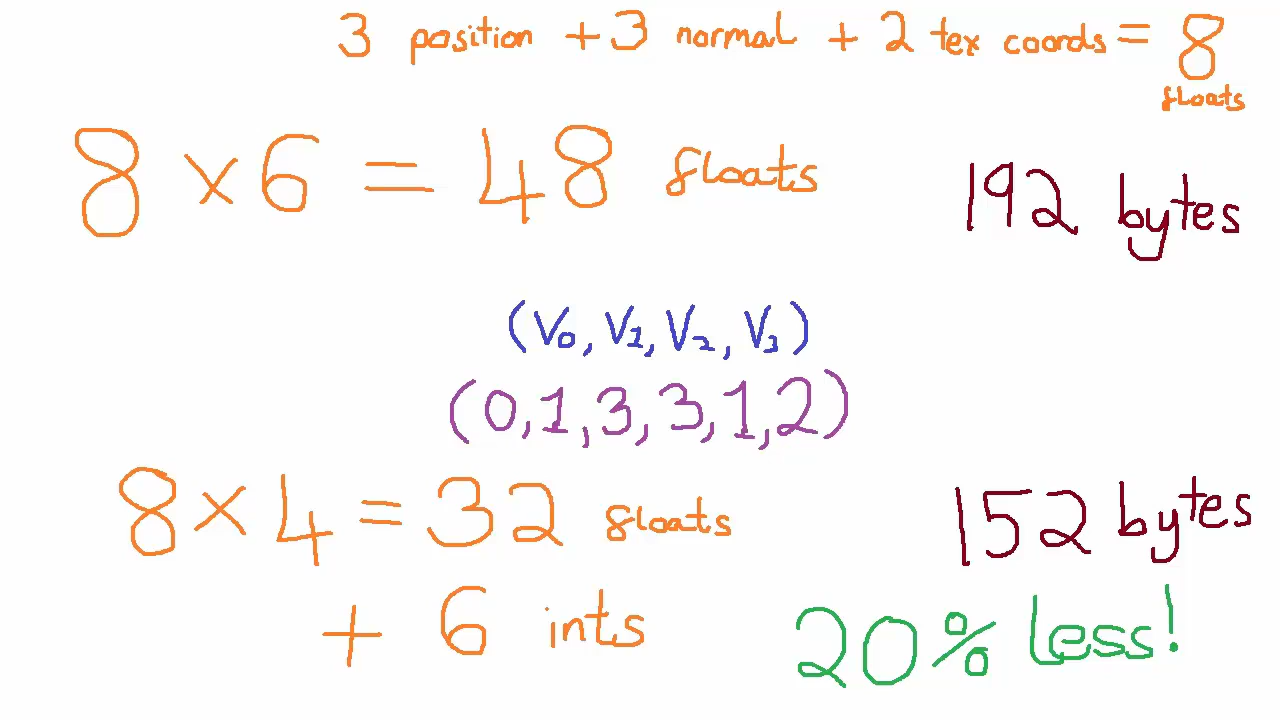 3 position + 3 normal + 2 tex coords = 8 floats
8 × 6 = 48 floats 192 bytes
(V₀, V₁, V₂, V₃)
(0, 1, 3, 3, 1, 2)
8 × 4 = 32 floats 152 bytes
+ 6 ints 20% less!